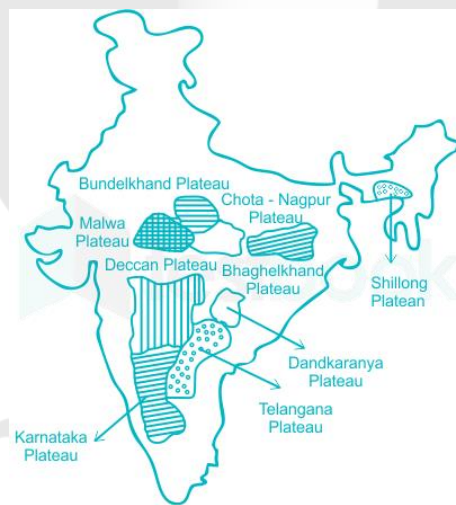 Bundelkhand Plateau
Chota - Nagpur
Plateau
Malwa
Plateau
Deccan Plateau
Bhaghelkhand
Plateau
Shillong
Platean
Dandkaranya
Plateau
Telangana
Plateau
Karnataka
Plateau